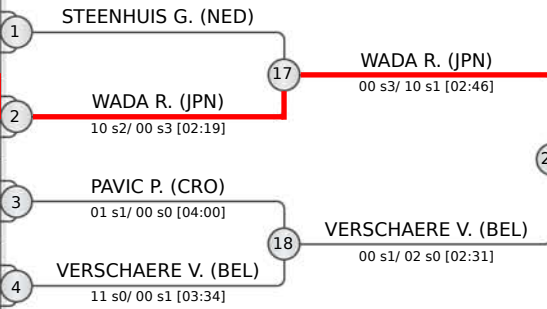 STEENHUIS G. (NED)
1
17
WADA R. (JPN)
00 s3/ 10 s1 [02:46]
WADA R. (JPN)
2
10 s2/ 00 s3 [02:19]
PAVIC P. (CRO)
3
01 s1/ 00 s0 [04:00]
18
VERSCHAERE V. (BEL)
00 s1/ 02 s0 [02:31]
VERSCHAERE V. (BEL)
4
11 s0/ 00 s1 [03:34]